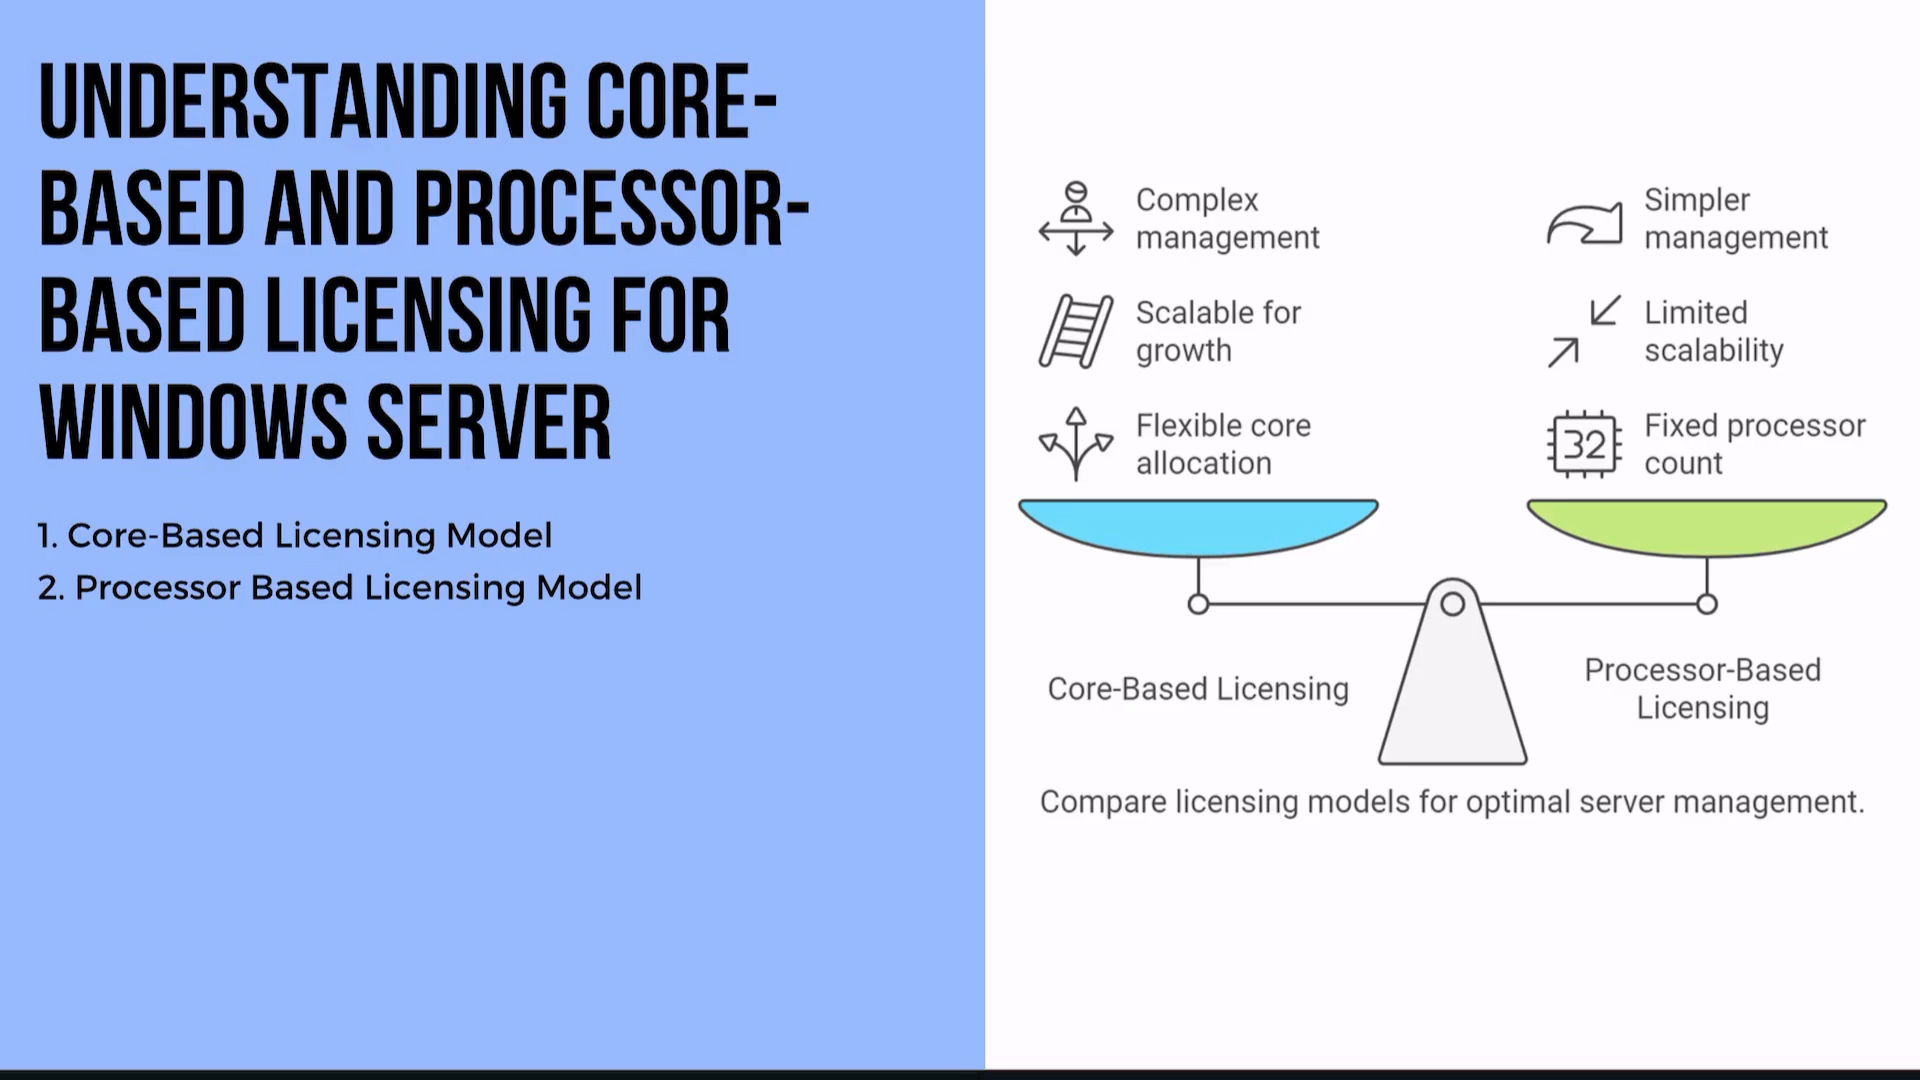 UNDERSTANDING CORE-
BASED AND PROCESSOR-
BASED LICENSING FOR
WINDOWS SERVER
1. Core-Based Licensing Model
2. Processor Based Licensing Model
Complex
management
Scalable for
growth
Flexible core
allocation
Simpler
management
Limited
scalability
32
Fixed processor
count
Core-Based Licensing
Processor-Based
Licensing
Compare licensing models for optimal server management.